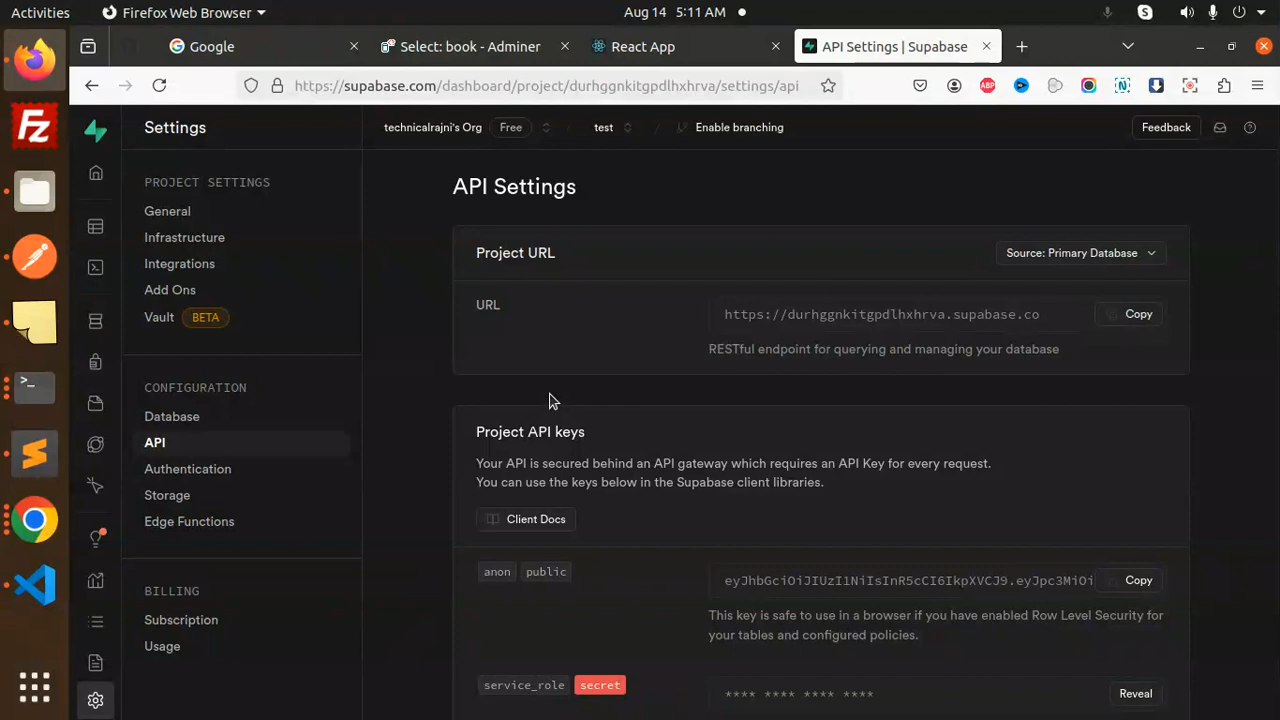 Activities
Firefox Web Browser
Aug 14 5:11 AM
Google
Select: book - Adminer
React App
API Settings | Supabase
https://supabase.com/dashboard/project/durhggnkitgpdlhxhrva/settings/api
Settings
technicalrajni's Org Free
test
Enable branching
Feedback
PROJECT SETTINGS
General
Infrastructure
Integrations
Add Ons
Vault BETA
CONFIGURATION
Database
API
Authentication
Storage
Edge Functions
BILLING
Subscription
Usage
API Settings
Project URL
Source: Primary Database
URL
https://durhggnkitgpdlhxhrva.supabase.co
Copy
RESTful endpoint for querying and managing your database
Project API keys
Your API is secured behind an API gateway which requires an API Key for every request.
You can use the keys below in the Supabase client libraries.
Client Docs
anon public
eyJhbGciOiJIUzI1NiIsInR5cCI6IkpXVCJ9.eyJpc3MiOi
Copy
This key is safe to use in a browser if you have enabled Row Level Security for
your tables and configured policies.
service_role secret
**** **** **** ****
Reveal